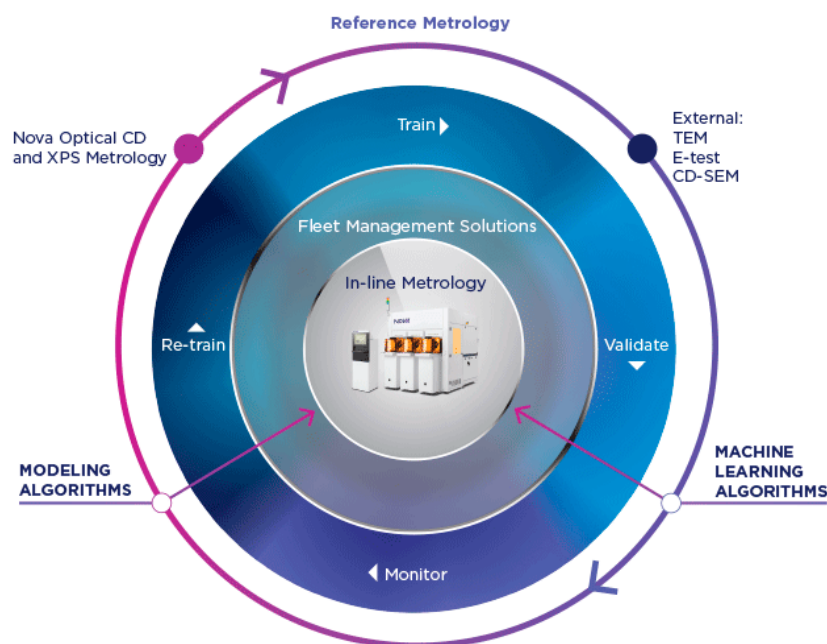 Reference Metrology
Nova Optical CD
and XPS Metrology
External:
TEM
E-test
CD-SEM
Train
Fleet Management Solutions
In-line Metrology
NOVA
Re-train
Validate
MODELING
ALGORITHMS
MACHINE
LEARNING
ALGORITHMS
Monitor